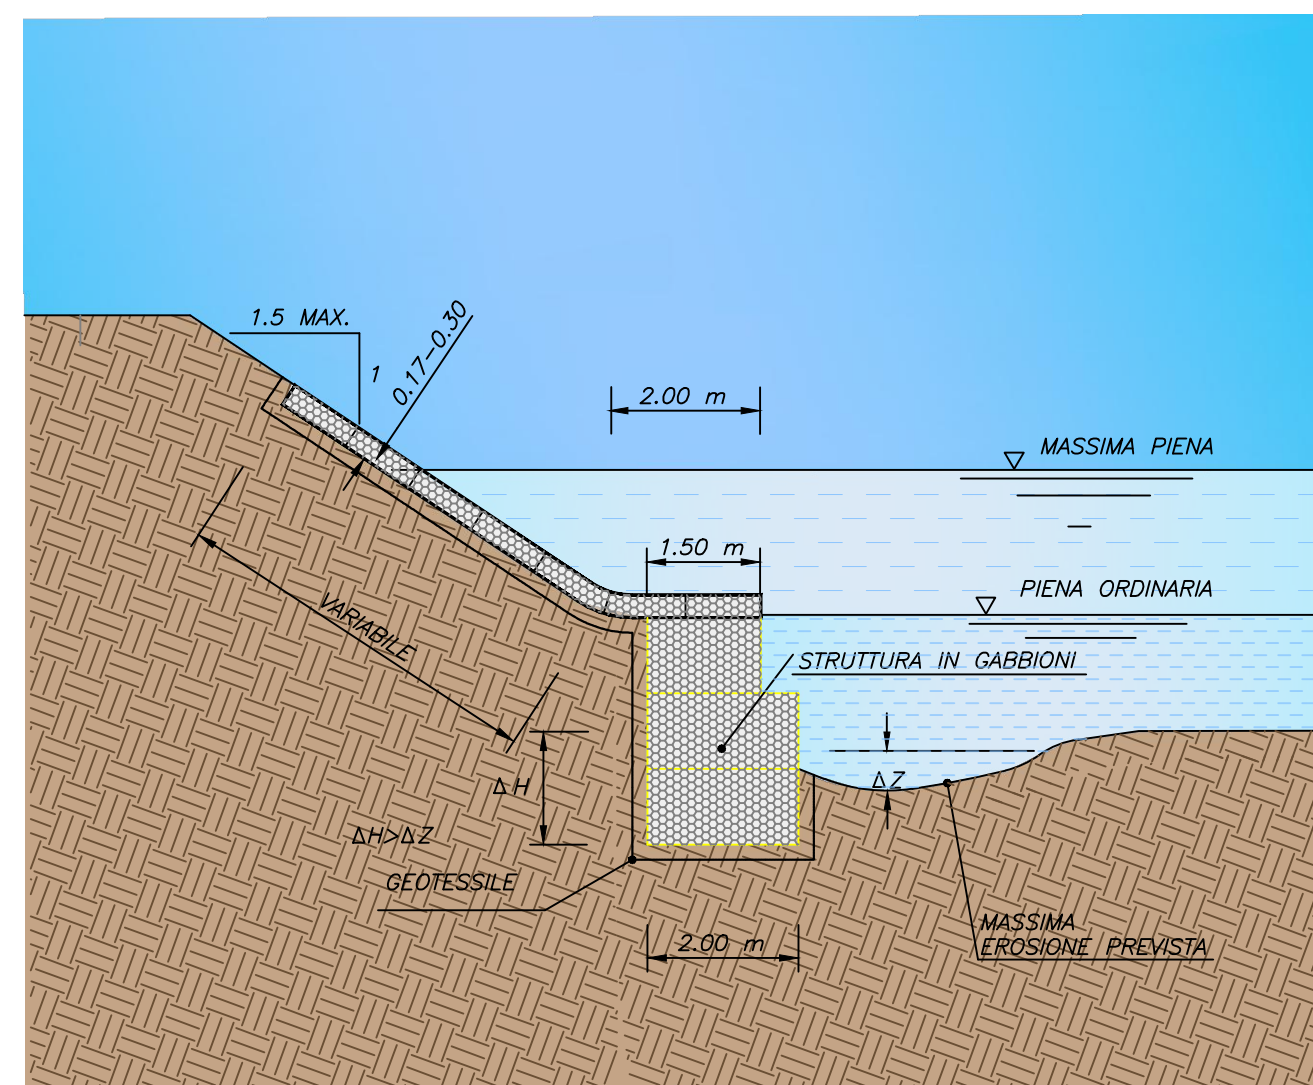 1.5 MAX.
1
0.17-0.30
2.00 m
MASSIMA PIENA
1.50 m
PIENA ORDINARIA
VARIABILE
STRUTTURA IN GABBIONI
ΔH
ΔZ
ΔH>ΔZ
GEOTESSILE
MASSIMA
EROSIONE PREVISTA
2.00 m